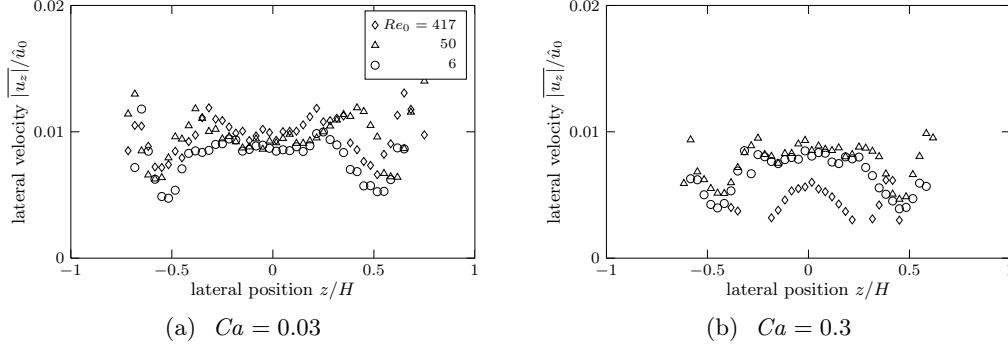 0.02
0.01
0
−1
−0.5
0
0.5
1
lateral position z/H
lateral velocity |u_z|/û_0
Re_0 = 417
50
6
(a) Ca = 0.03
0.02
0.01
0
−1
−0.5
0
0.5
1
lateral position z/H
lateral velocity |u_z|/û_0
(b) Ca = 0.3